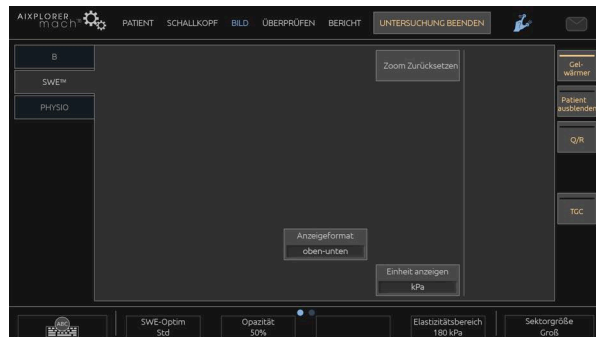 AIXPLORER
mach
PATIENT SCHALLKOPF BILD ÜBERPRÜFEN BERICHT UNTERSUCHUNG BEENDEN
B
SWE™
PHYSIO
Zoom Zurücksetzen
Gel-
wärmer
Patient
ausblenden
Q/R
TGC
Anzeigeformat
oben-unten
Einheit anzeigen
kPa
ABC
SWE-Optim
Std
Opazität
50%
Elastizitätsbereich
180 kPa
Sektorgröße
Groß